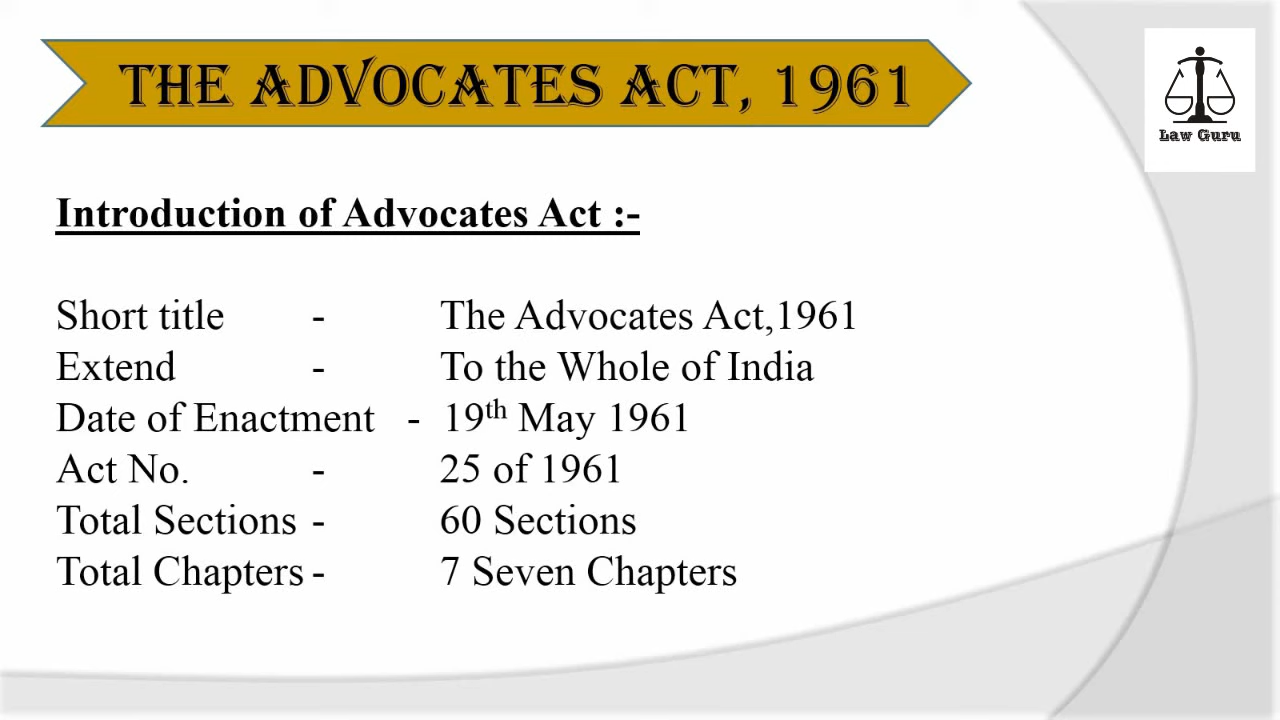 THE ADVOCATES ACT, 1961
Law Guru
Introduction of Advocates Act :-
Short title - The Advocates Act,1961
Extend - To the Whole of India
Date of Enactment - 19th May 1961
Act No. - 25 of 1961
Total Sections - 60 Sections
Total Chapters - 7 Seven Chapters